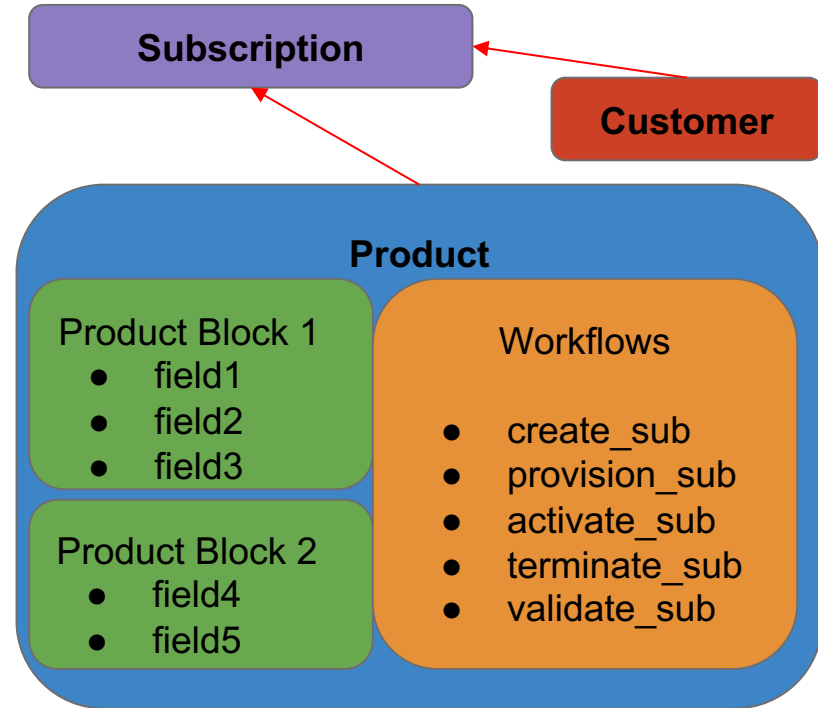 Subscription
Customer
Product
Product Block 1
● field1
● field2
● field3
Product Block 2
● field4
● field5
Workflows
● create_sub
● provision_sub
● activate_sub
● terminate_sub
● validate_sub